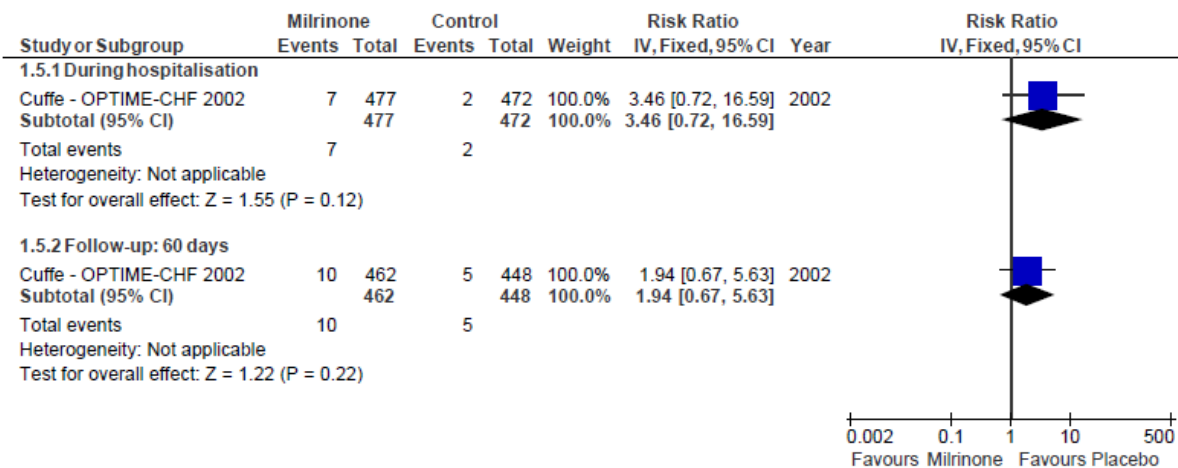 Milrinone Control Risk Ratio Risk Ratio
Study or Subgroup Events Total Events Total Weight IV, Fixed, 95% CI Year IV, Fixed, 95% CI
1.5.1 During hospitalisation
Cuffe - OPTIME-CHF 2002 7 477 2 472 100.0% 3.46 [0.72, 16.59] 2002
Subtotal (95% CI) 477 472 100.0% 3.46 [0.72, 16.59]
Total events 7 2
Heterogeneity: Not applicable
Test for overall effect: Z = 1.55 (P = 0.12)
1.5.2 Follow-up: 60 days
Cuffe - OPTIME-CHF 2002 10 462 5 448 100.0% 1.94 [0.67, 5.63] 2002
Subtotal (95% CI) 462 448 100.0% 1.94 [0.67, 5.63]
Total events 10 5
Heterogeneity: Not applicable
Test for overall effect: Z = 1.22 (P = 0.22)
0.002 0.1 1 10 500
Favours Milrinone Favours Placebo